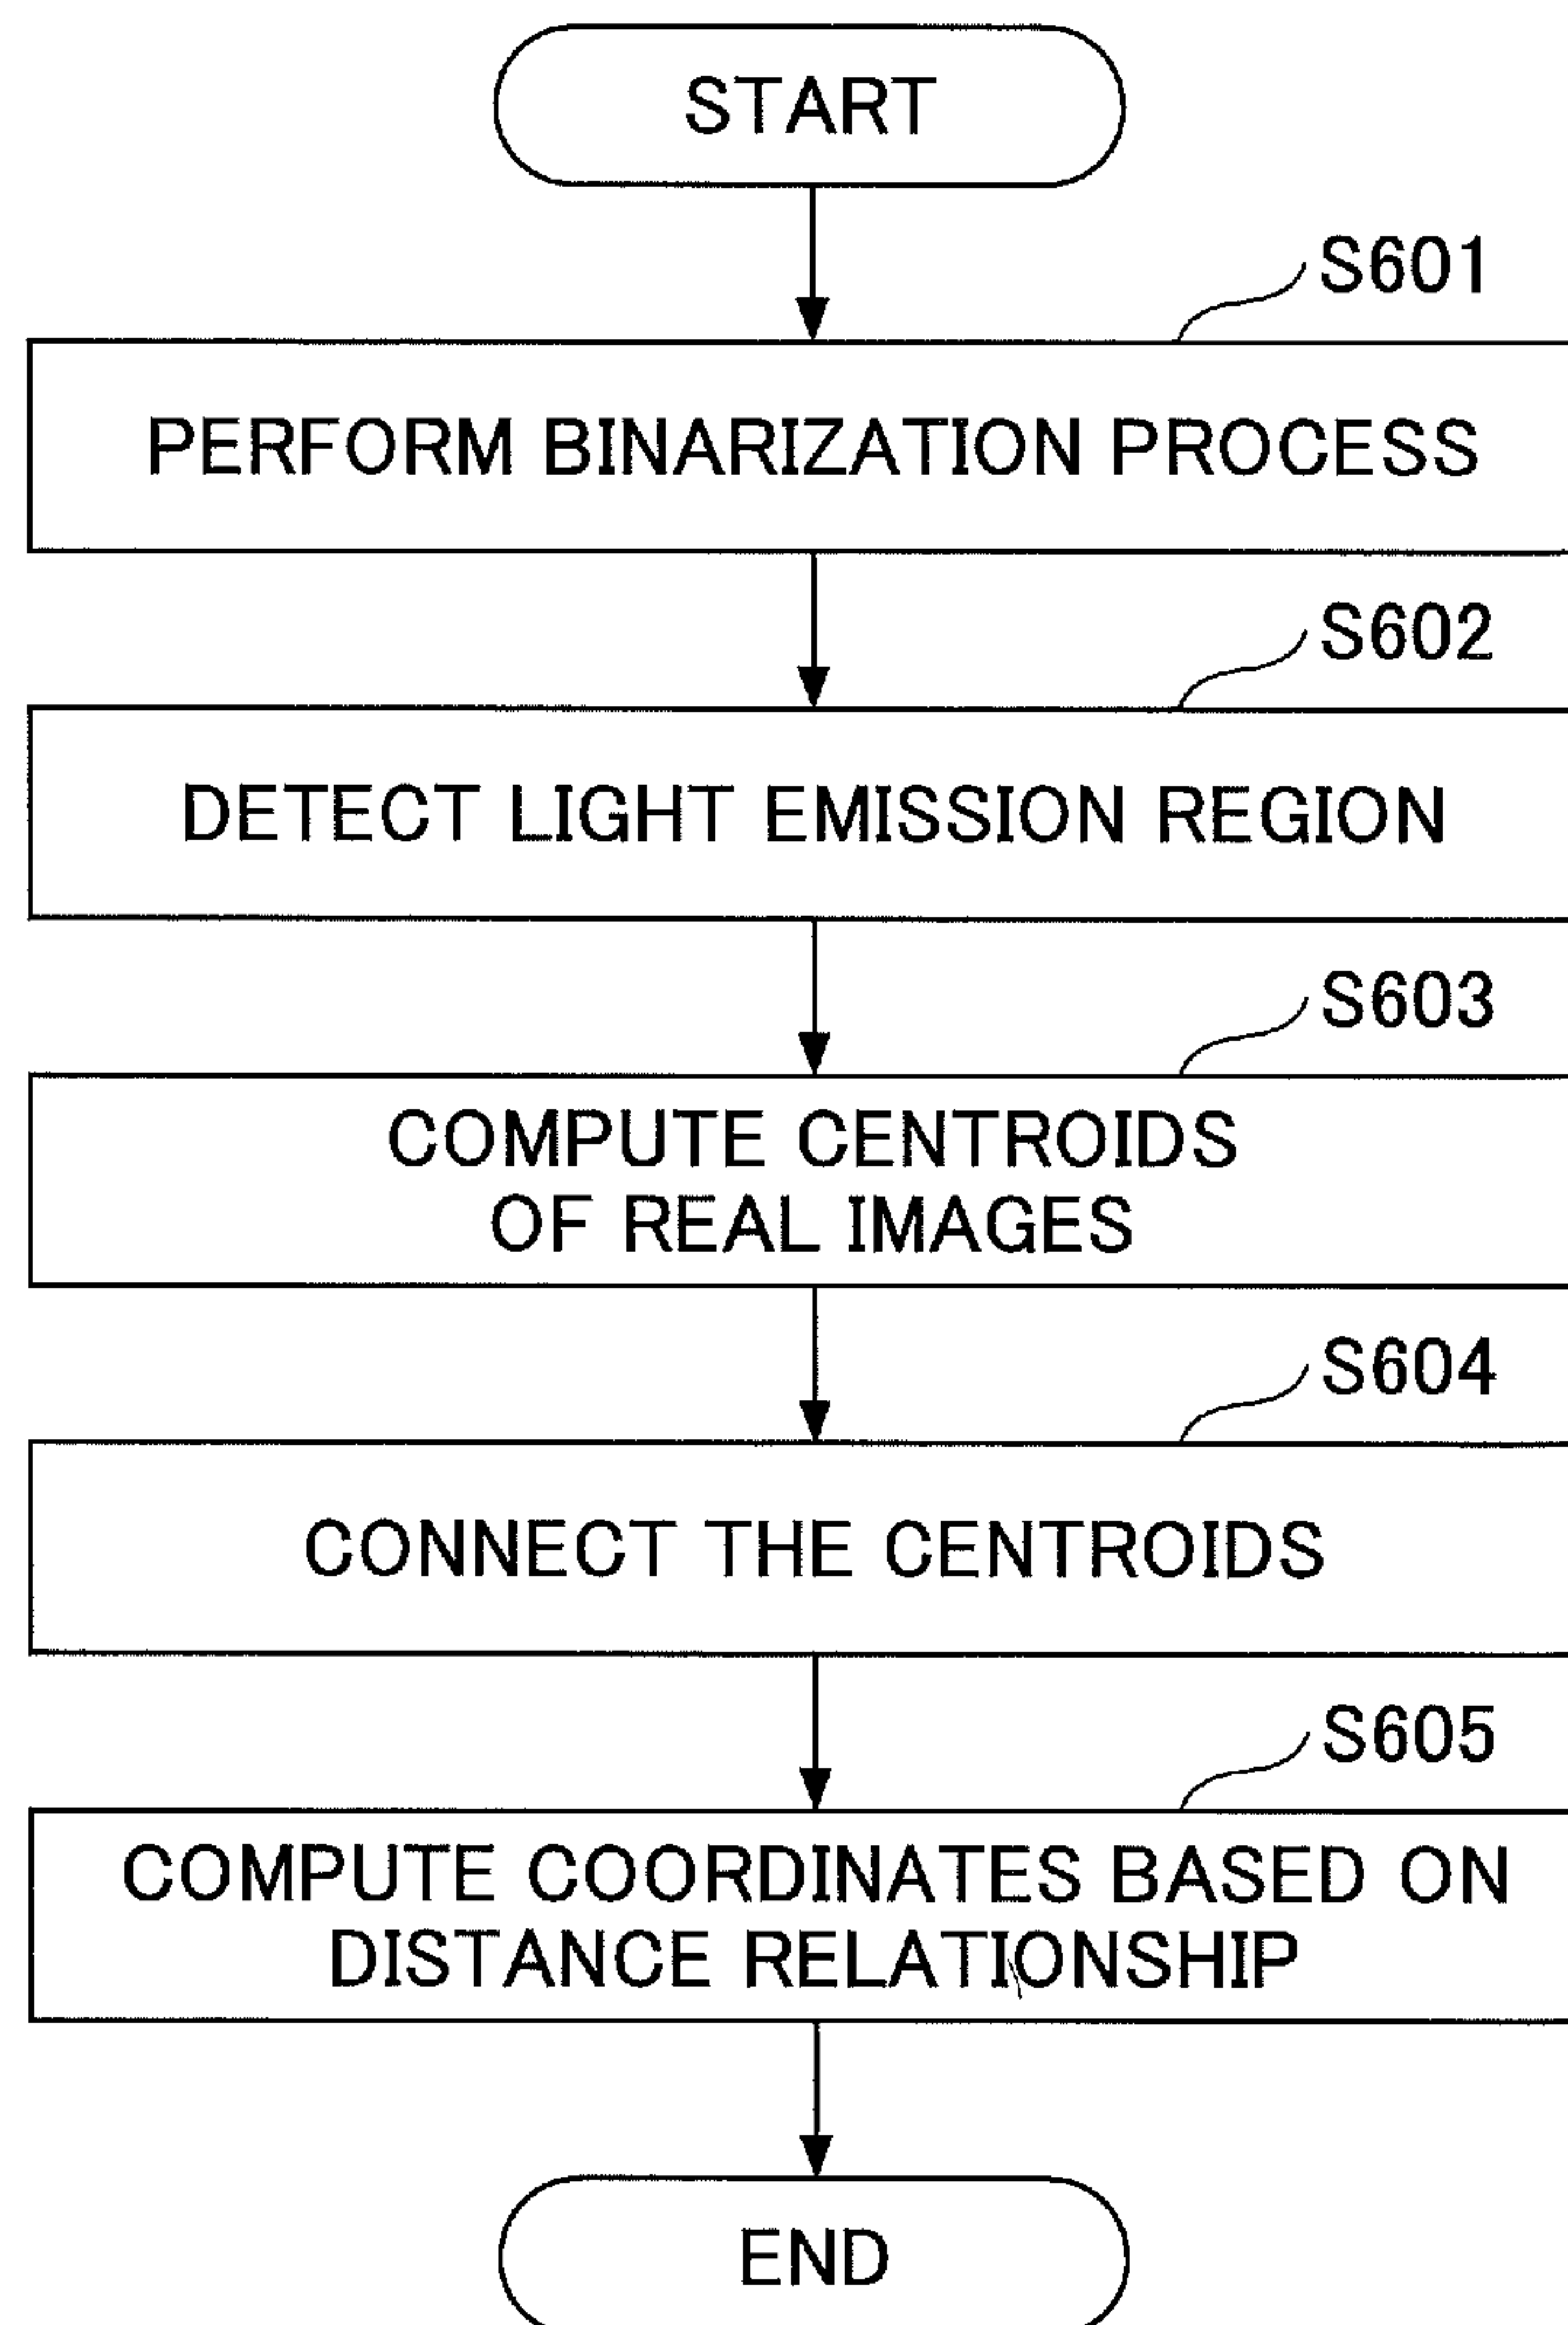 START
S601
PERFORM BINARIZATION PROCESS
S602
DETECT LIGHT EMISSION REGION
S603
COMPUTE CENTROIDS
OF REAL IMAGES
S604
CONNECT THE CENTROIDS
S605
COMPUTE COORDINATES BASED ON
DISTANCE RELATIONSHIP
END